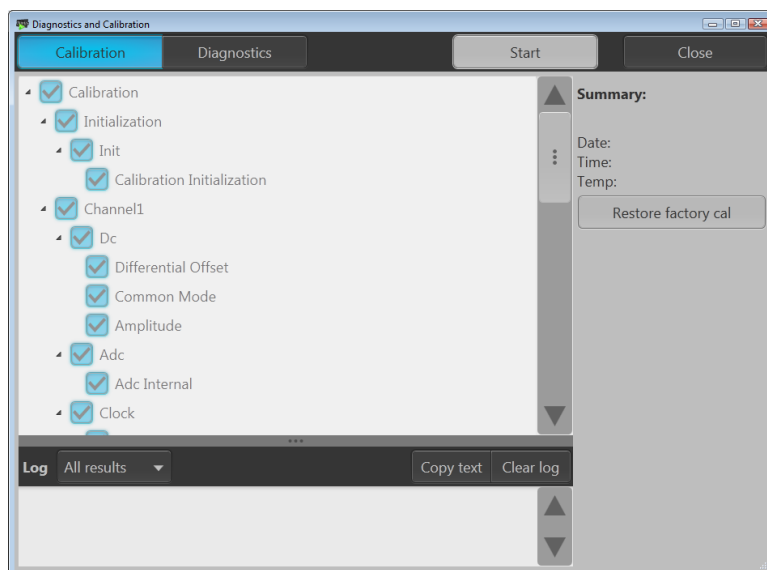 Diagnostics and Calibration
Calibration
Diagnostics
Start
Close
Calibration
Initialization
Init
Calibration Initialization
Channel1
Dc
Differential Offset
Common Mode
Amplitude
Adc
Adc Internal
Clock
Summary:
Date:
Time:
Temp:
Restore factory cal
Log All results
Copy text
Clear log